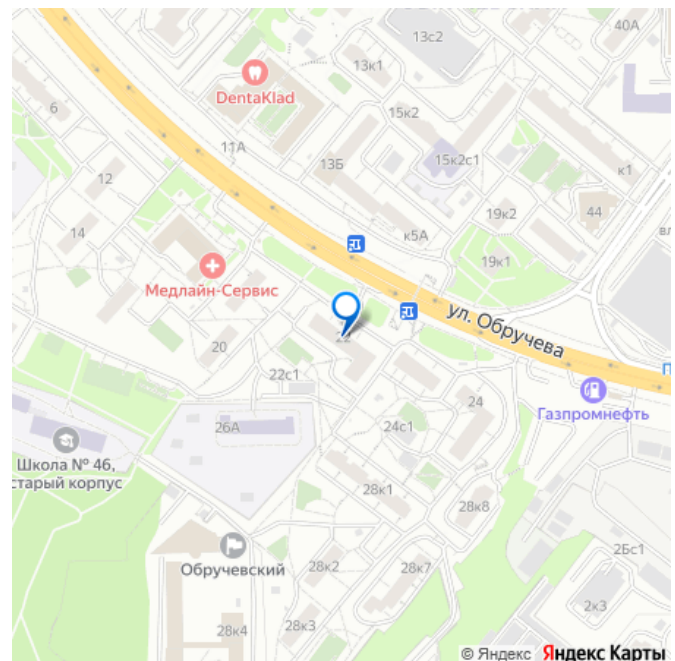 40А
13с2
13к1
DentaKlad
6
15к2
11А
13Б
15к2с1
к1
12
19к2
44
14
к5А
вл
19к1
Медлайн-Сервис
ул. Обручева
20
22
22с1
П
Газпромнефть
24
26А
24с1
Школа № 46,
старый корпус
28к1
28к8
Обручевский
28к2
28к7
2Бс1
2к3
28к4
28к3
© Яндекс Яндекс Карты